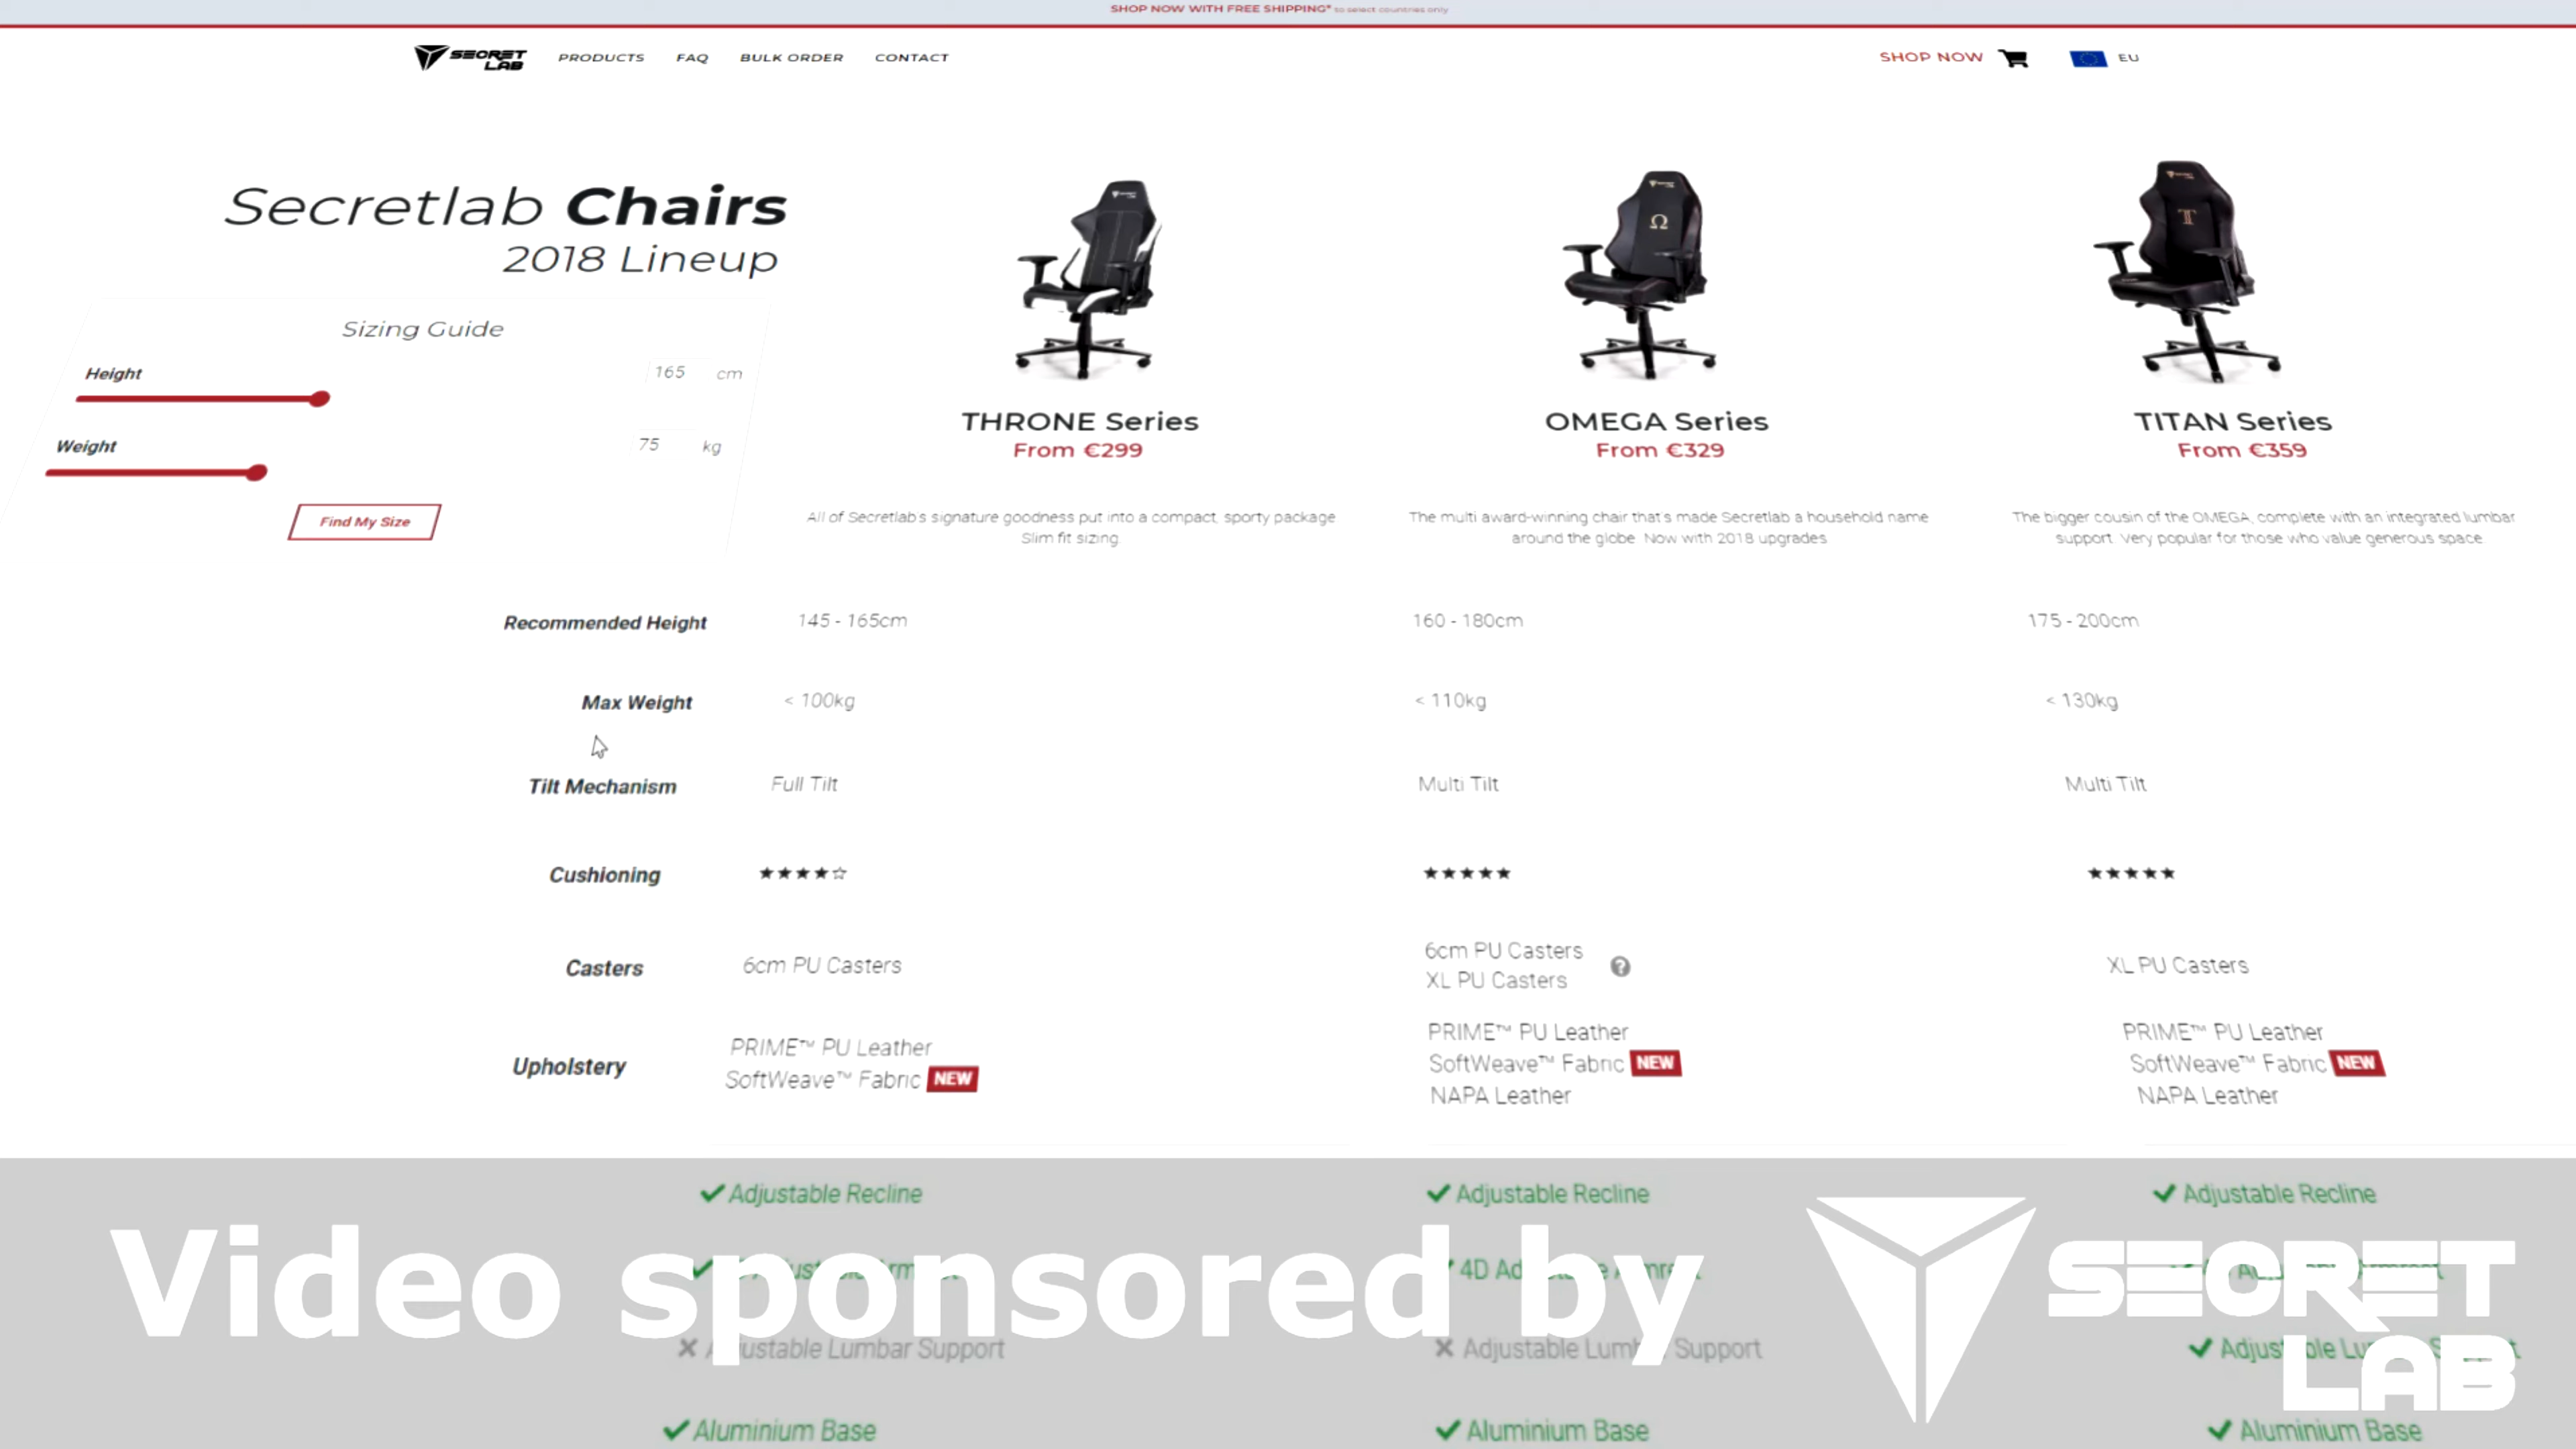 SHOP NOW WITH FREE SHIPPING* to select countries only
SECRET LAB PRODUCTS FAQ BULK ORDER CONTACT SHOP NOW EU
Secretlab Chairs
2018 Lineup
Sizing Guide
Height 165 cm
Weight 75 kg
Find My Size
THRONE Series
From €299
All of Secretlab's signature goodness put into a compact, sporty package
Slim fit sizing.
OMEGA Series
From €329
The multi award-winning chair that's made Secretlab a household name
around the globe. Now with 2018 upgrades
TITAN Series
From €359
The bigger cousin of the OMEGA, complete with an integrated lumbar
support. Very popular for those who value generous space.
Recommended Height 145 - 165cm 160 - 180cm 175 - 200cm
Max Weight < 100kg < 110kg < 130kg
Tilt Mechanism Full Tilt Multi Tilt Multi Tilt
Cushioning ★★★★☆ ★★★★★ ★★★★★
Casters 6cm PU Casters 6cm PU Casters XL PU Casters
XL PU Casters
Upholstery
PRIME™ PU Leather
SoftWeave™ Fabric NEW
PRIME™ PU Leather
SoftWeave™ Fabric NEW
NAPA Leather
PRIME™ PU Leather
SoftWeave™ Fabric NEW
NAPA Leather
Adjustable Recline Adjustable Recline Adjustable Recline
Video sponsored by SECRET LAB
4D
Adjustable Lumbar Support Adjustable Support
Aluminium Base Aluminium Base Aluminium Base